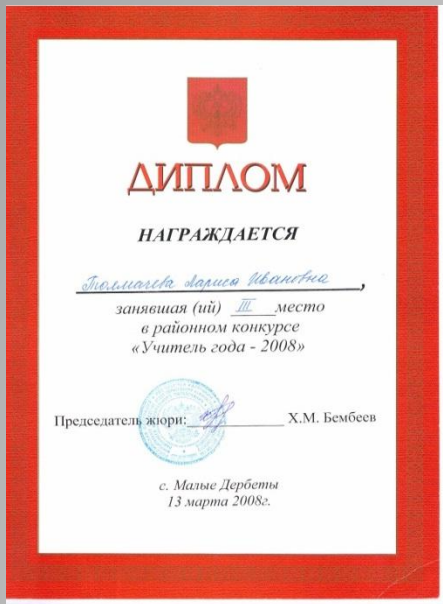 ДИПЛОМ
НАГРАЖДАЕТСЯ
Толмачева Лариса Ивановна,
занявшая (ий) III место
в районном конкурсе
«Учитель года - 2008»
Председатель жюри: Х.М. Бембеев
с. Малые Дербеты
13 марта 2008г.